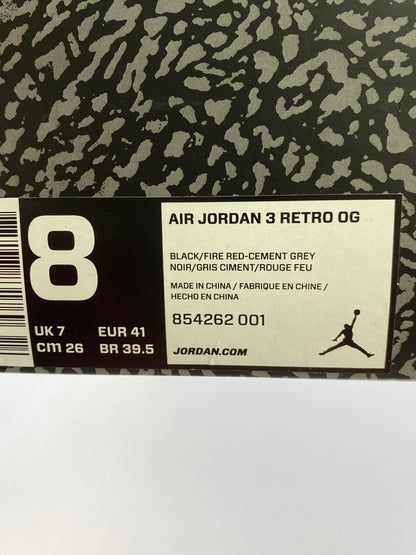 8
UK 7 EUR 41
cm 26 BR 39.5
AIR JORDAN 3 RETRO OG
BLACK/FIRE RED-CEMENT GREY
NOIR/GRIS CIMENT/ROUGE FEU
MADE IN CHINA / FABRIQUE EN CHINE /
HECHO EN CHINA
854262 001
JORDAN.COM